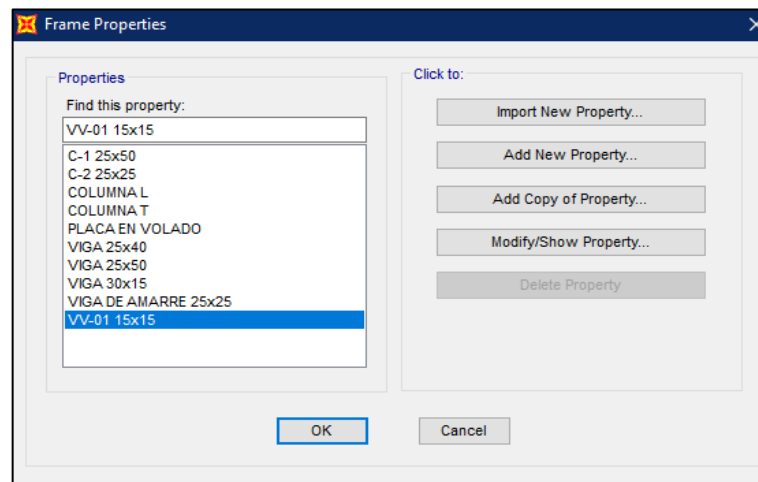 Frame Properties
Properties
Find this property:
VV-01 15x15
C-1 25x50
C-2 25x25
COLUMNA L
COLUMNA T
PLACA EN VOLADO
VIGA 25x40
VIGA 25x50
VIGA 30x15
VIGA DE AMARRE 25x25
VV-01 15x15
Click to:
Import New Property...
Add New Property...
Add Copy of Property...
Modify/Show Property...
Delete Property
OK
Cancel